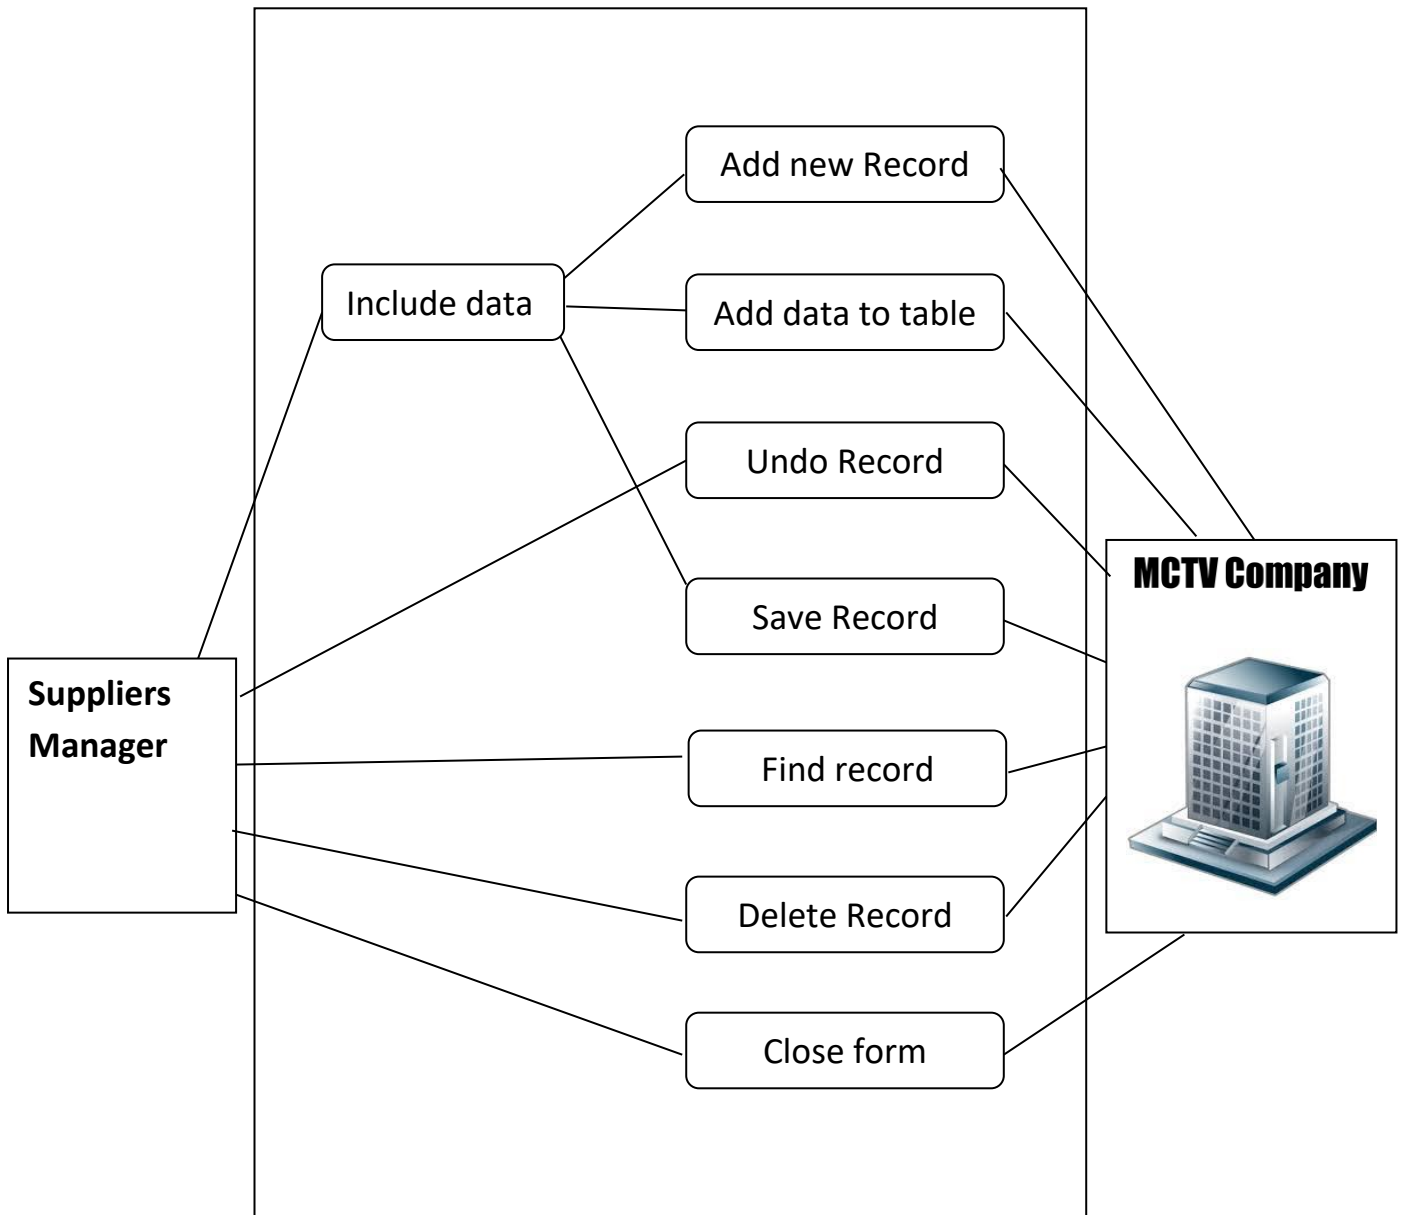 Add new Record
Include data
Add data to table
Undo Record
MCTV Company
Save Record
Suppliers
Manager
Find record
Delete Record
Close form